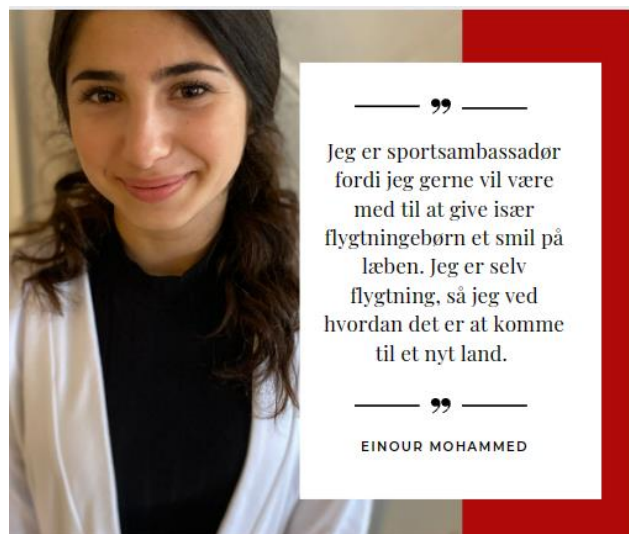 ”
Jeg er sportsambassadør
fordi jeg gerne vil være
med til at give især
flygtningebørn et smil på
læben. Jeg er selv
flygtning, så jeg ved
hvordan det er at komme
til et nyt land.
”
EINOUR MOHAMMED